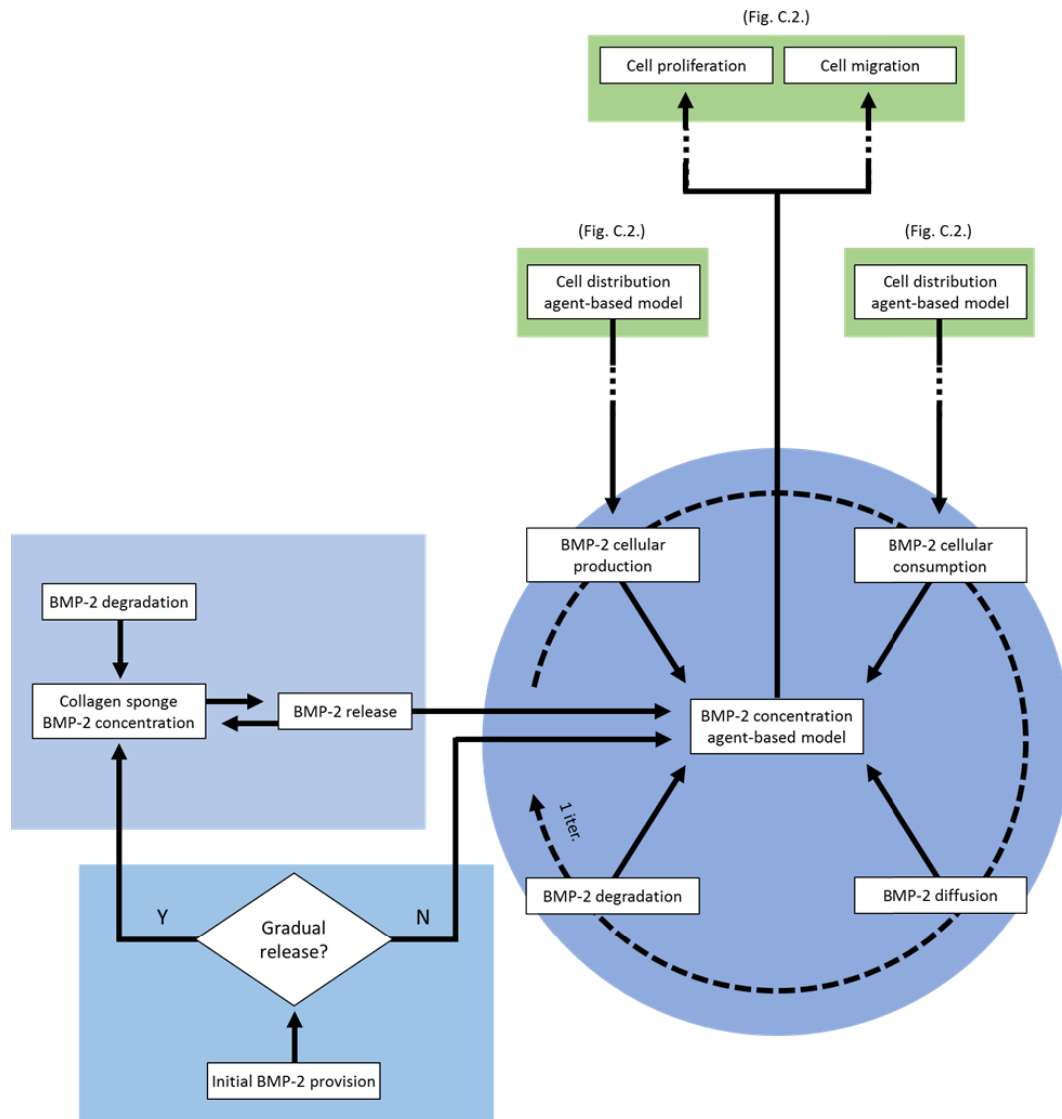 (Fig. C.2.)
Cell proliferation
Cell migration
(Fig. C.2.)
(Fig. C.2.)
Cell distribution
agent-based model
Cell distribution
agent-based model
BMP-2 cellular
production
BMP-2 cellular
consumption
BMP-2 degradation
Collagen sponge
BMP-2 concentration
BMP-2 release
BMP-2 concentration
agent-based model
1 iter.
BMP-2 degradation
BMP-2 diffusion
Y
N
Gradual
release?
Initial BMP-2 provision